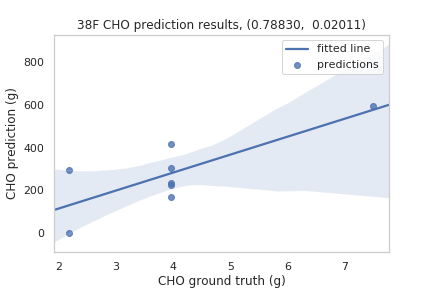 38F CHO prediction results, (0.78830,  0.02011)
fitted line
predictions
CHO prediction (g)
800
600
400
200
0
2
3
4
5
6
7
CHO ground truth (g)